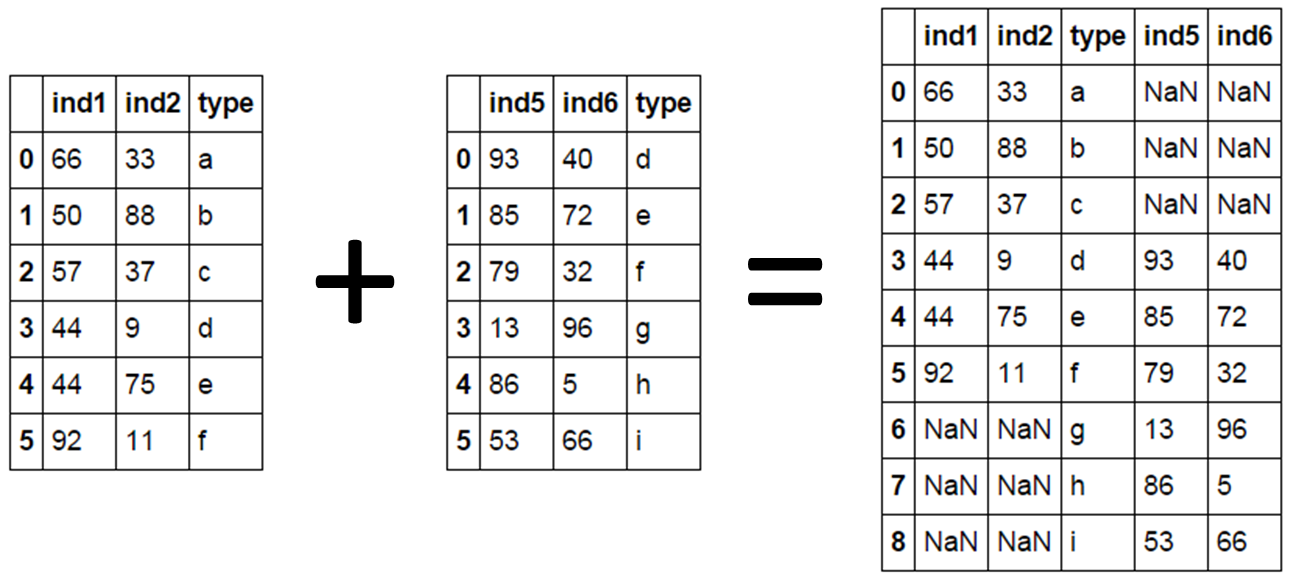 ind1 ind2 type
0 66 33 a
1 50 88 b
2 57 37 c
3 44 9 d
4 44 75 e
5 92 11 f
+
ind5 ind6 type
0 93 40 d
1 85 72 e
2 79 32 f
3 13 96 g
4 86 5 h
5 53 66 i
=
ind1 ind2 type ind5 ind6
0 66 33 a NaN NaN
1 50 88 b NaN NaN
2 57 37 c NaN NaN
3 44 9 d 93 40
4 44 75 e 85 72
5 92 11 f 79 32
6 NaN NaN g 13 96
7 NaN NaN h 86 5
8 NaN NaN i 53 66